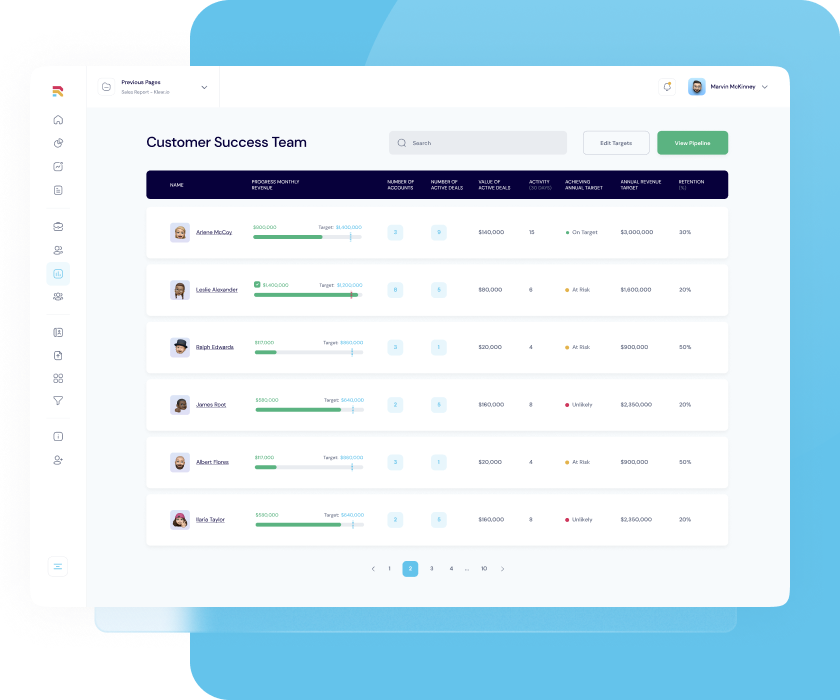 Previous Pages
Sales Report - Klew.io
Marvin McKinney
Customer Success Team
Search
Edit Targets
View Pipeline
NAME
PROGRESS MONTHLY
REVENUE
NUMBER OF
ACCOUNTS
NUMBER OF
ACTIVE DEALS
VALUE OF
ACTIVE DEALS
ACTIVITY
(30 DAYS)
ACHIEVING
ANNUAL TARGET
ANNUAL REVENUE
TARGET
RETENTION
(%)
Arlene McCoy
$900,000 Target: $1,400,000
3 9 $140,000 15 On Target $3,000,000 30%
Leslie Alexander
$1,400,000 Target: $1,200,000
8 5 $80,000 6 At Risk $1,600,000 20%
Ralph Edwards
$117,000 Target:
3 1 $20,000 4 At Risk $900,000 50%
James Root
$580,000 Target: $640,000
2 3 $160,000 8 Unlikely $2,350,000 20%
Albert Flores
$117,000 Target:
3 1 $20,000 4 At Risk $900,000 50%
Ilaria Taylor
$580,000 Target: $640,000
2 5 $160,000 8 Unlikely $2,350,000 20%
1 2 3 4 ... 10